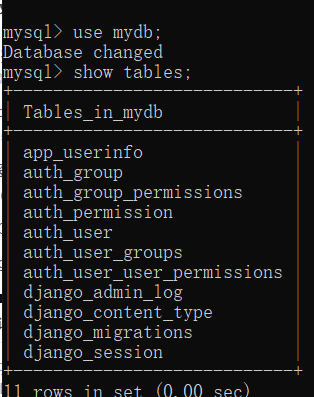 mysql> use mydb;
Database changed
mysql> show tables;
+----------------------------+
| Tables_in_mydb             |
+----------------------------+
| app_userinfo               |
| auth_group                 |
| auth_group_permissions     |
| auth_permission            |
| auth_user                  |
| auth_user_groups           |
| auth_user_user_permissions |
| django_admin_log           |
| django_content_type        |
| django_migrations          |
| django_session             |
+----------------------------+
11 rows in set (0.00 sec)